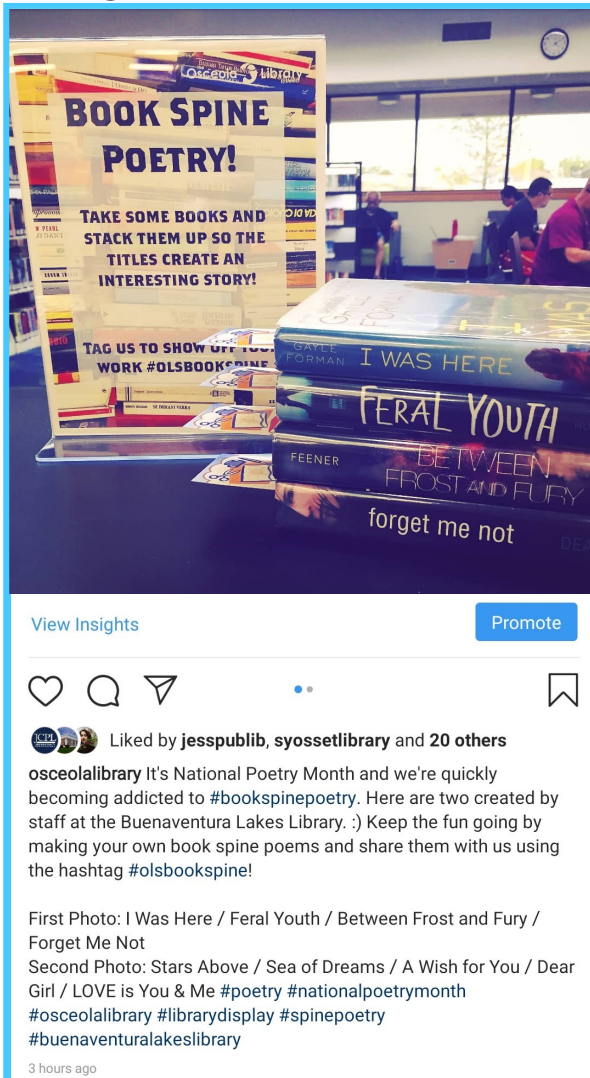 Osceola Library
BOOK SPINE
POETRY!
TAKE SOME BOOKS AND
STACK THEM UP SO THE
TITLES CREATE AN
INTERESTING STORY!
TAG US TO SHOW OFF YOUR
WORK #OLSBOOKSPINE
GAYLE
FORMAN
I WAS HERE
FERAL YOUTH
FEENER
BETWEEN
FROST AND FURY
forget me not
View Insights
Promote
Liked by jesspublib, syossetlibrary and 20 others
osceolalibrary It's National Poetry Month and we're quickly
becoming addicted to #bookspinepoetry. Here are two created by
staff at the Buenaventura Lakes Library. :) Keep the fun going by
making your own book spine poems and share them with us using
the hashtag #olsbookspine!
First Photo: I Was Here / Feral Youth / Between Frost and Fury /
Forget Me Not
Second Photo: Stars Above / Sea of Dreams / A Wish for You / Dear
Girl / LOVE is You & Me #poetry #nationalpoetrymonth
#osceolalibrary #librarydisplay #spinepoetry
#buenaventuralakeslibrary
3 hours ago